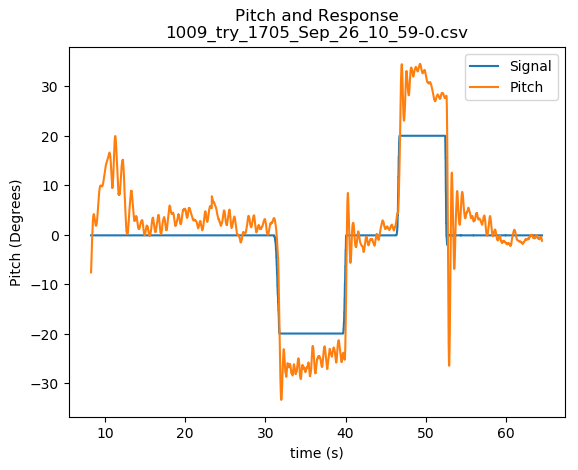 Pitch and Response
1009_try_1705_Sep_26_10_59-0.csv
Signal
Pitch
Pitch (Degrees)
30
20
10
0
−10
−20
−30
10
20
30
40
50
60
time (s)